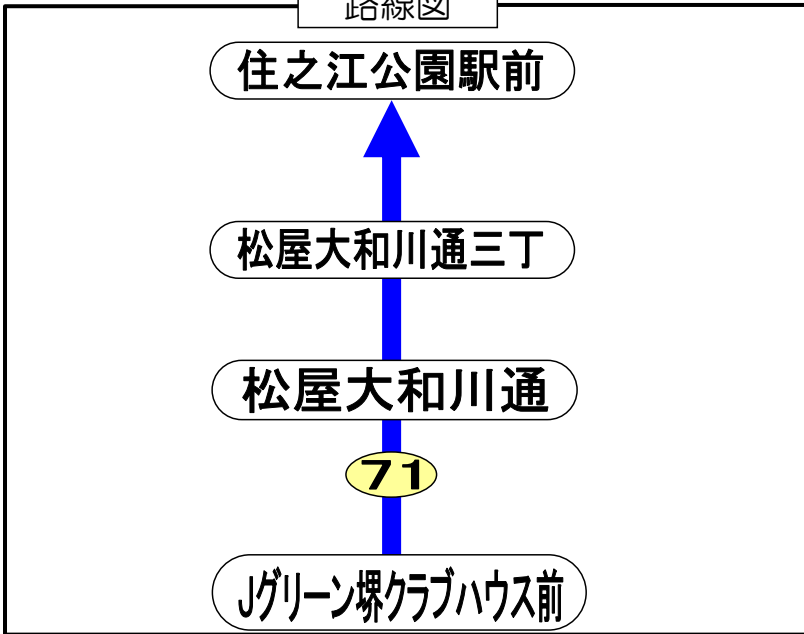 路線図
住之江公園駅前
松屋大和川通三丁
松屋大和川通
71
Jグリーン堺クラブハウス前